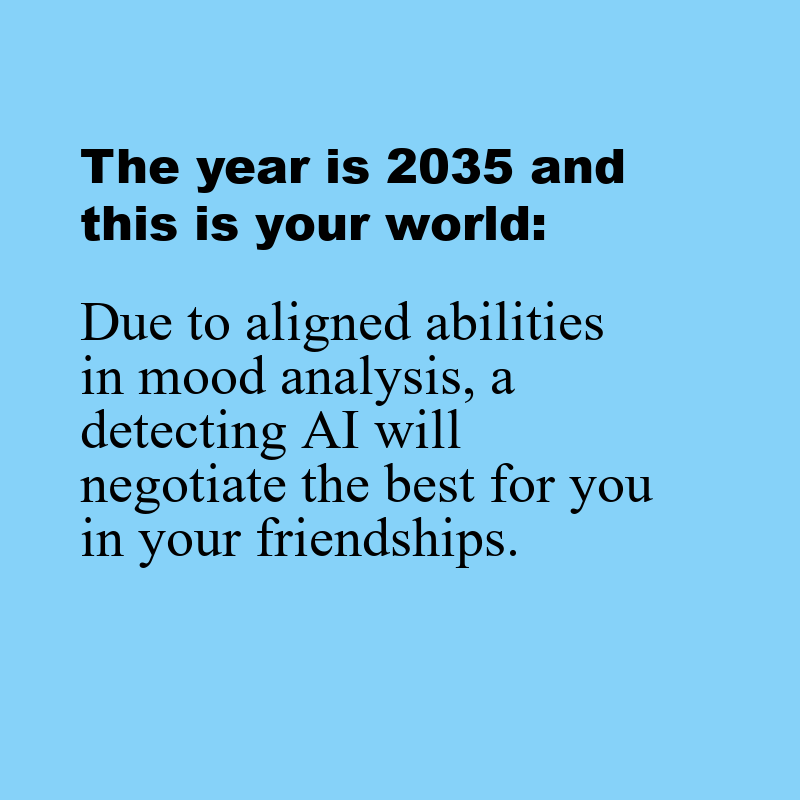 The year is 2035 and
this is your world:
Due to aligned abilities
in mood analysis, a
detecting AI will
negotiate the best for you
in your friendships.